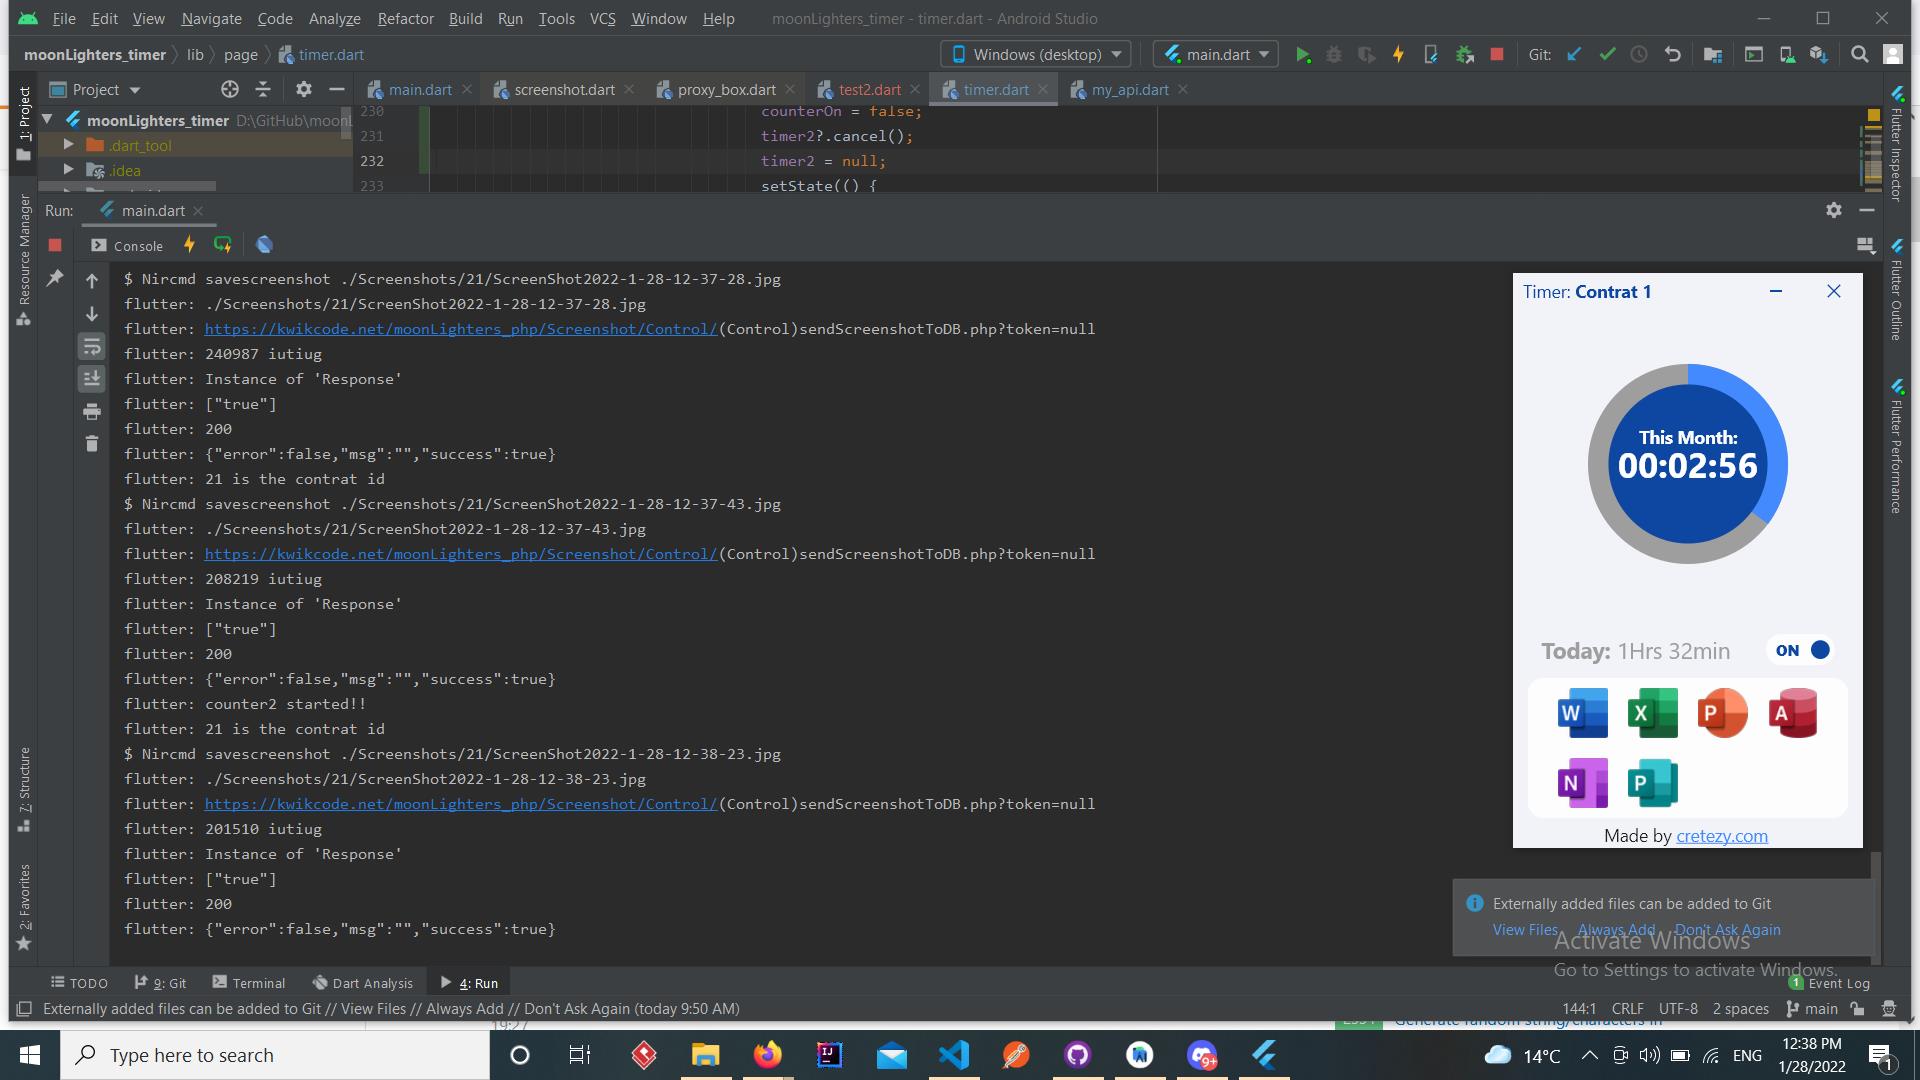 File Edit View Navigate Code Analyze Refactor Build Run Tools VCS Window Help moonLighters_timer - timer.dart - Android Studio
moonLighters_timer lib page timer.dart Windows (desktop) main.dart Git:
Project main.dart screenshot.dart proxy_box.dart test2.dart timer.dart my_api.dart
moonLighters_timer D:\GitHub\moonL
.dart_tool
.idea
230 counterOn = false;
231 timer2?.cancel();
232 timer2 = null;
233 setState(() {
Run: main.dart
Console
$ Nircmd savescreenshot ./Screenshots/21/ScreenShot2022-1-28-12-37-28.jpg
flutter: ./Screenshots/21/ScreenShot2022-1-28-12-37-28.jpg
flutter: https://kwikcode.net/moonLighters_php/Screenshot/Control/(Control)sendScreenshotToDB.php?token=null
flutter: 240987 iutiug
flutter: Instance of 'Response'
flutter: ["true"]
flutter: 200
flutter: {"error":false,"msg":"","success":true}
flutter: 21 is the contrat id
$ Nircmd savescreenshot ./Screenshots/21/ScreenShot2022-1-28-12-37-43.jpg
flutter: ./Screenshots/21/ScreenShot2022-1-28-12-37-43.jpg
flutter: https://kwikcode.net/moonLighters_php/Screenshot/Control/(Control)sendScreenshotToDB.php?token=null
flutter: 208219 iutiug
flutter: Instance of 'Response'
flutter: ["true"]
flutter: 200
flutter: {"error":false,"msg":"","success":true}
flutter: counter2 started!!
flutter: 21 is the contrat id
$ Nircmd savescreenshot ./Screenshots/21/ScreenShot2022-1-28-12-38-23.jpg
flutter: ./Screenshots/21/ScreenShot2022-1-28-12-38-23.jpg
flutter: https://kwikcode.net/moonLighters_php/Screenshot/Control/(Control)sendScreenshotToDB.php?token=null
flutter: 201510 iutiug
flutter: Instance of 'Response'
flutter: ["true"]
flutter: 200
flutter: {"error":false,"msg":"","success":true}
Timer: Contrat 1
This Month:
00:02:56
Today: 1Hrs 32min ON
W X P A
N P
Made by cretezy.com
Externally added files can be added to Git
View Files Always Add Don't Ask Again
Activate Windows
Go to Settings to activate Windows.
1: Project
Resource Manager
7: Structure
2: Favorites
Flutter Inspector
Flutter Outline
Flutter Performance
TODO 9: Git Terminal Dart Analysis 4: Run 1 Event Log
Externally added files can be added to Git // View Files // Always Add // Don't Ask Again (today 9:50 AM) 144:1 CRLF UTF-8 2 spaces main
19:27
Generate random string/characters in
Type here to search 9+ 14°C ENG 12:38 PM
1/28/2022 1